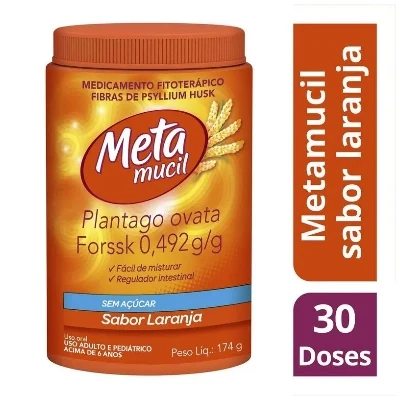 MEDICAMENTO FITOTERÁPICO
FIBRAS DE PSYLLIUM HUSK
Meta
mucil
Plantago ovata
Forssk 0,492g/g
✓ Fácil de misturar
✓ Regulador intestinal
SEM AÇÚCAR
Sabor Laranja
Uso oral
USO ADULTO E PEDIÁTRICO
ACIMA DE 6 ANOS
Peso Líq.: 174 g
Metamucil
sabor laranja
30
Doses